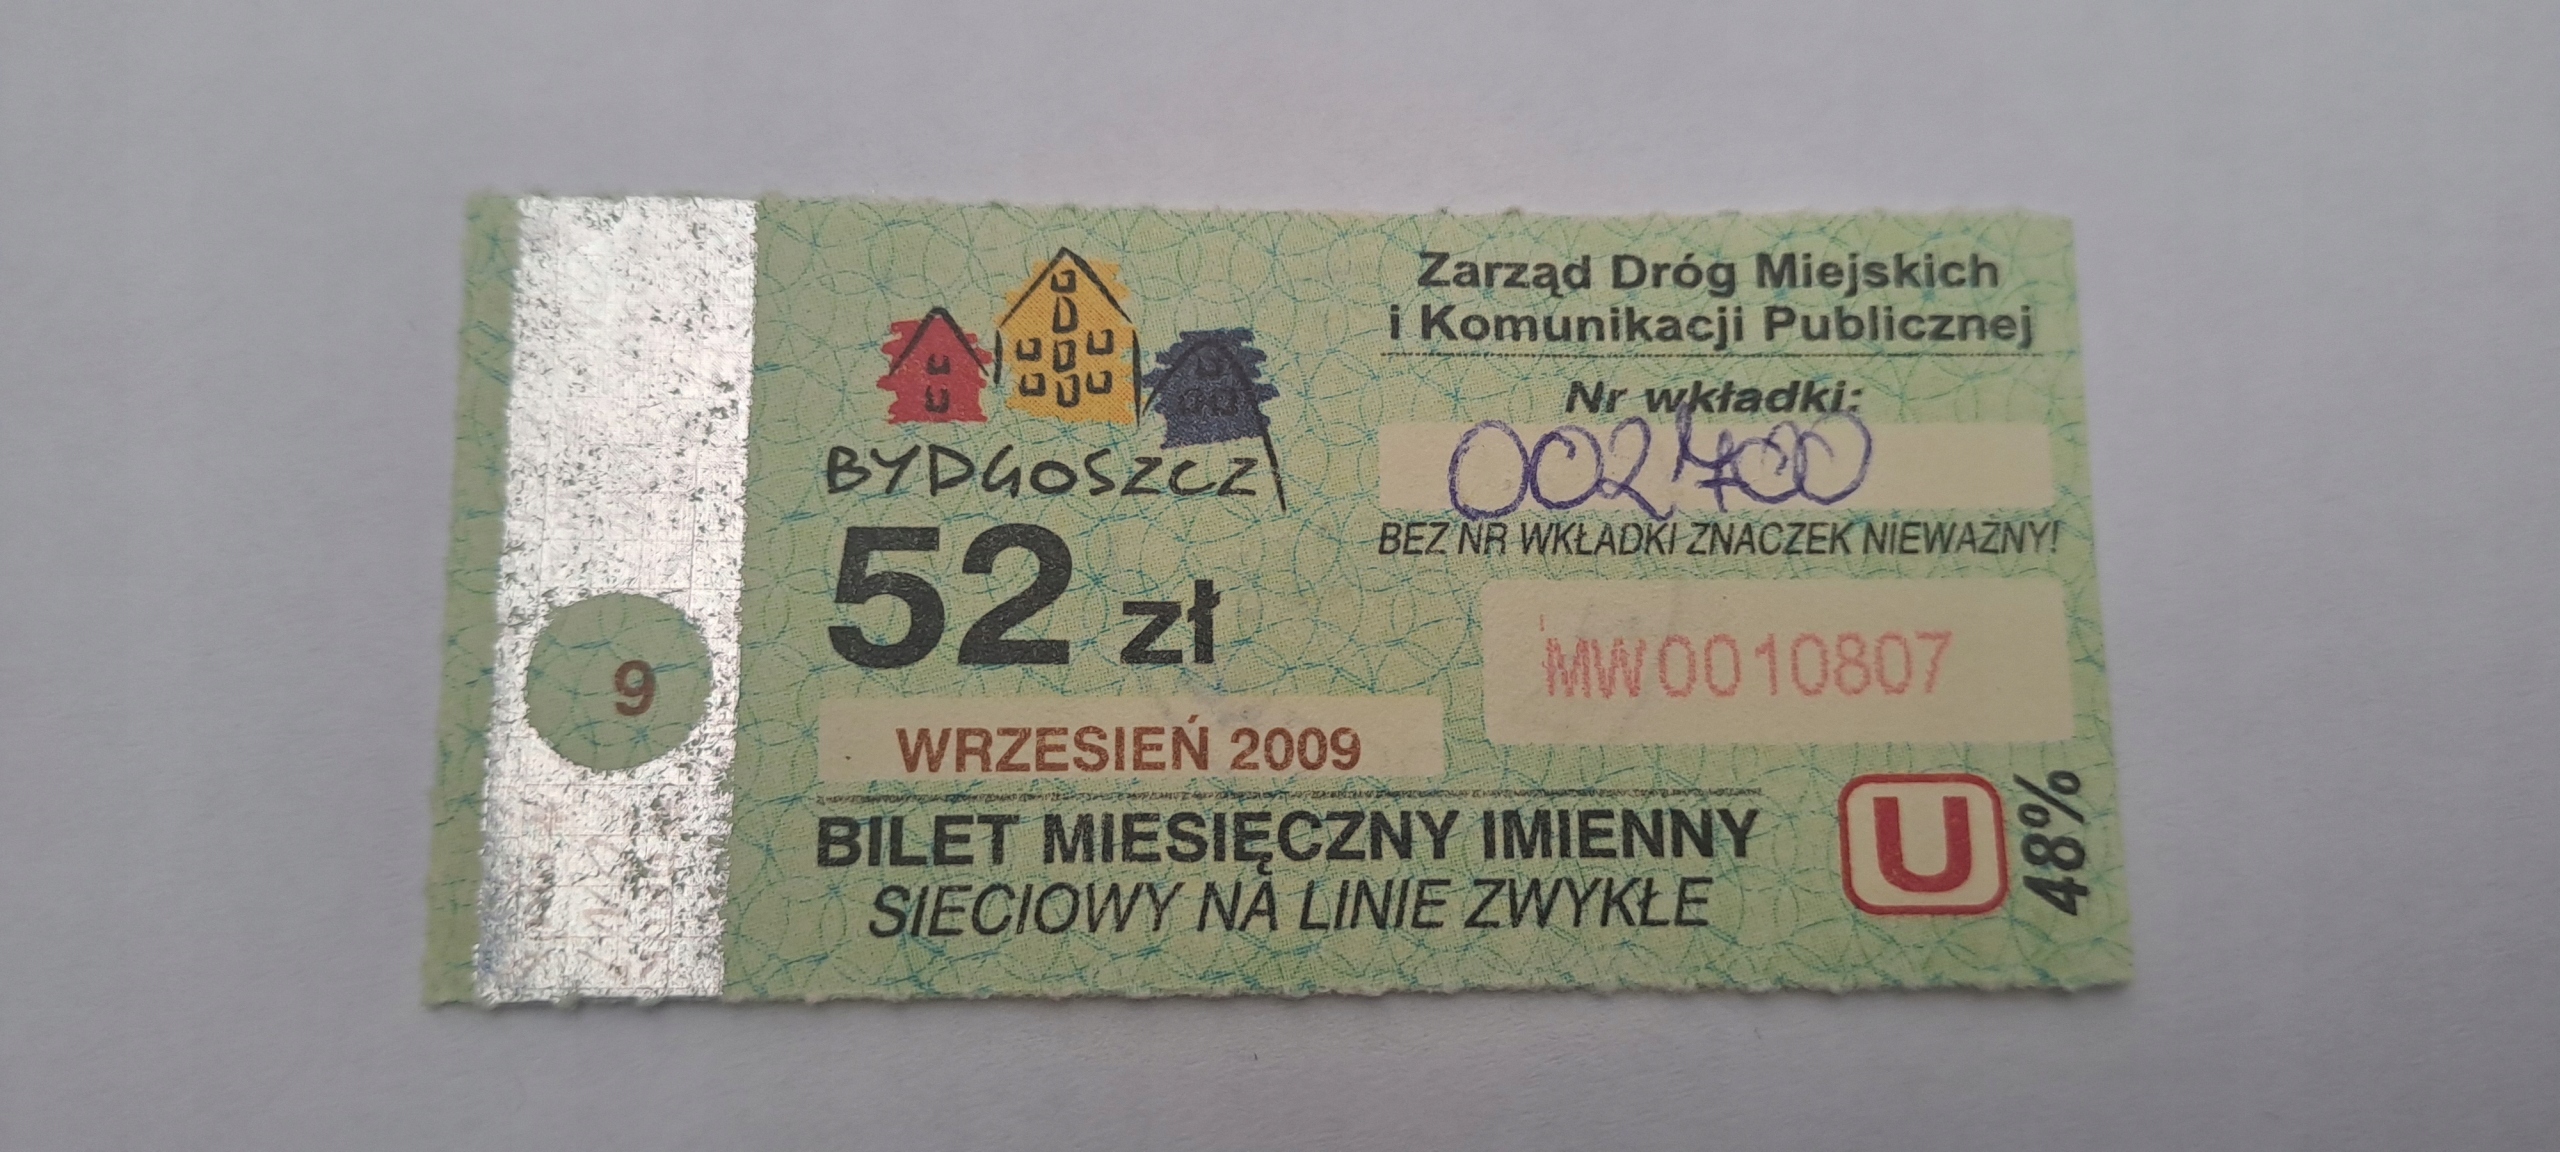 9
BYDGOSZCZ
52 zł
WRZESIEŃ 2009
BILET MIESIĘCZNY IMIENNY
SIECIOWY NA LINIE ZWYKŁE
Zarząd Dróg Miejskich
i Komunikacji Publicznej
Nr wkładki:
002700
BEZ NR WKŁADKI ZNACZEK NIEWAŻNY!
MW0010807
U
48%